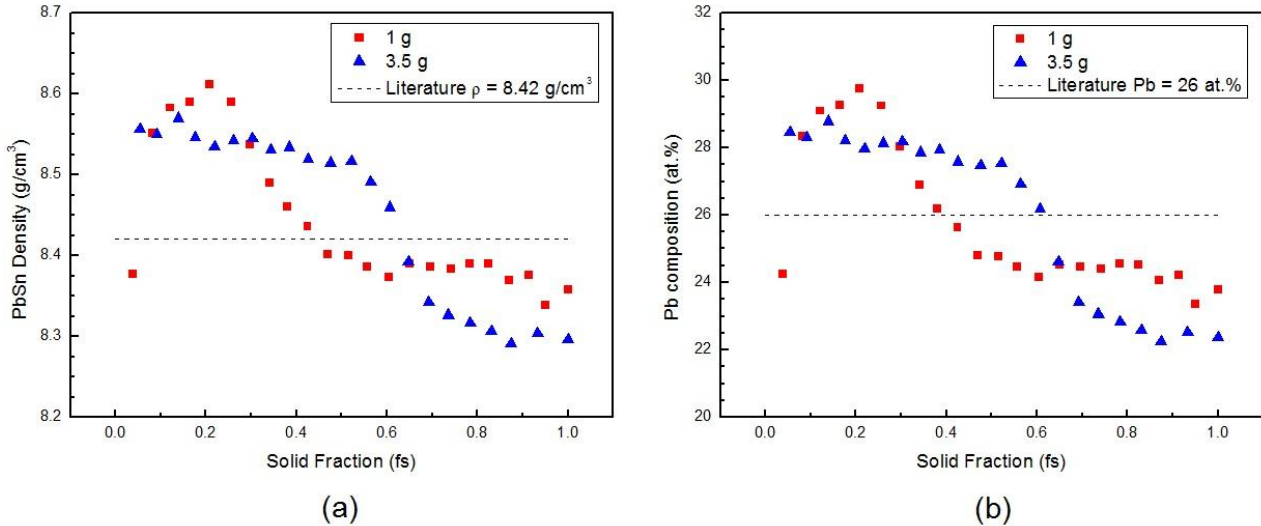 8.7
8.6
8.5
8.4
8.3
8.2
PbSn Density (g/cm³)
1 g
3.5 g
Literature ρ = 8.42 g/cm³
0.0 0.2 0.4 0.6 0.8 1.0
Solid Fraction (fs)
(a)
32
30
28
26
24
22
20
Pb composition (at.%)
1 g
3.5 g
Literature Pb = 26 at.%
0.0 0.2 0.4 0.6 0.8 1.0
Solid Fraction (fs)
(b)